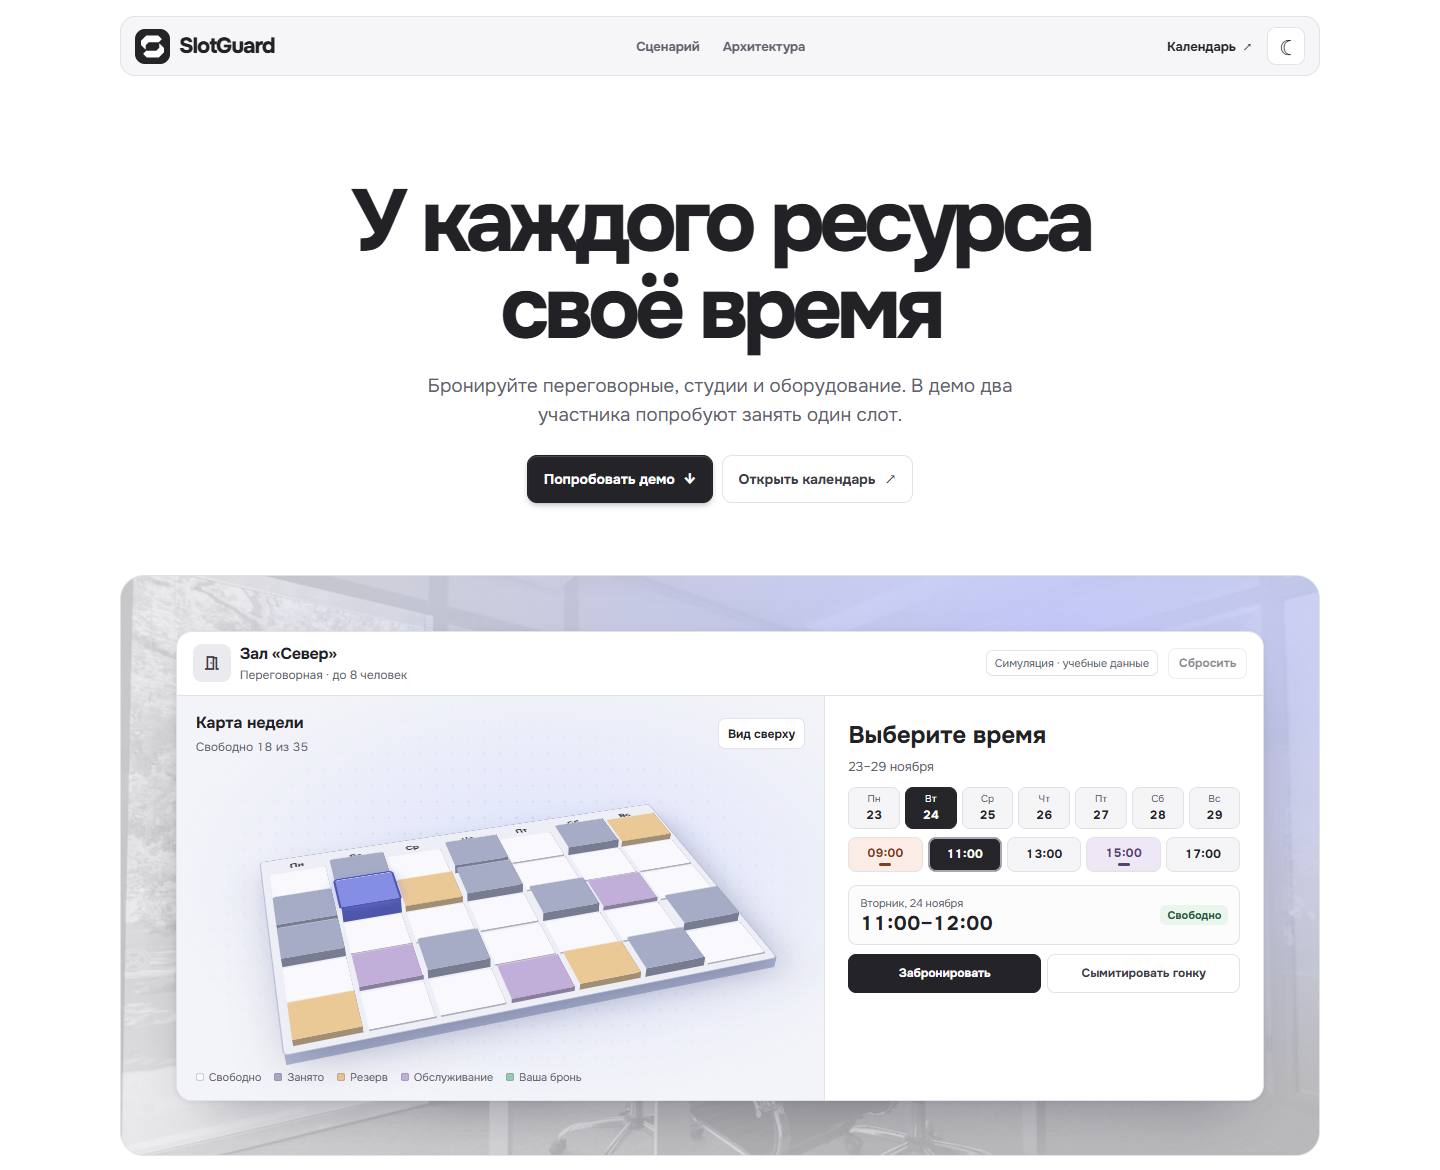 SlotGuard
Сценарий
Архитектура
Календарь ↗
У каждого ресурса
своё время
Бронируйте переговорные, студии и оборудование. В демо два
участника попробуют занять один слот.
Попробовать демо ↓
Открыть календарь ↗
Зал «Север»
Переговорная · до 8 человек
Симуляция · учебные данные
Сбросить
Карта недели
Свободно 18 из 35
Вид сверху
Пн
Ср
Пт
Свободно
Занято
Резерв
Обслуживание
Ваша бронь
Выберите время
23–29 ноября
Пн Вт Ср Чт Пт Сб Вс
23 24 25 26 27 28 29
09:00 11:00 13:00 15:00 17:00
Вторник, 24 ноября
11:00–12:00
Свободно
Забронировать
Сымитировать гонку